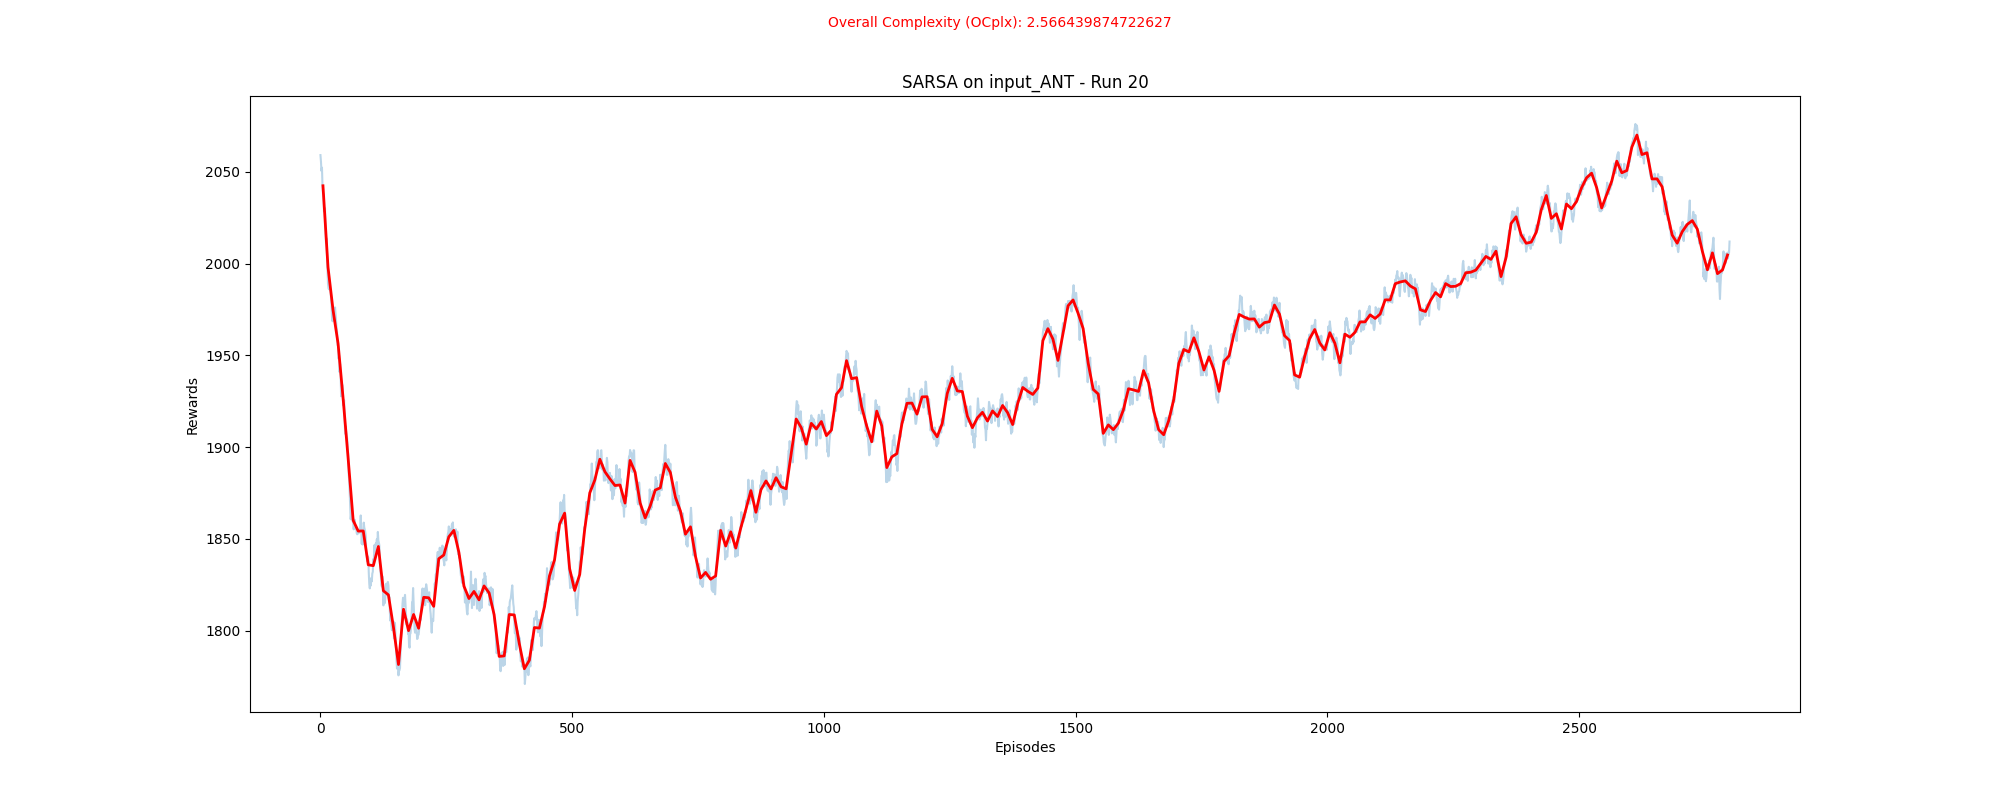 Overall Complexity (OCplx): 2.566439874722627
SARSA on input_ANT - Run 20
Rewards
2050
2000
1950
1900
1850
1800
0 500 1000 1500 2000 2500
Episodes